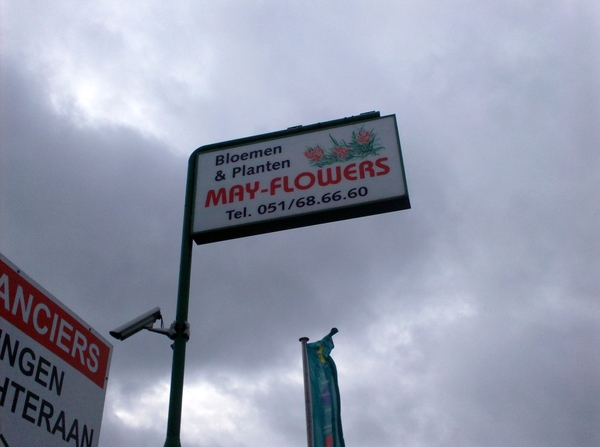 Bloemen
& Planten
MAY-FLOWERS
Tel. 051/68.66.60
ANCIERS
NGEN
HTERAAN